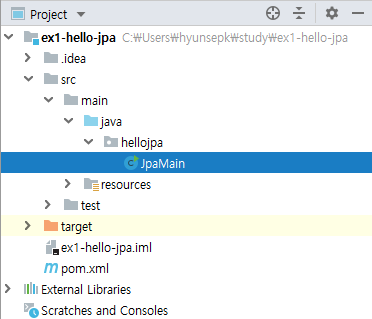 Project
ex1-hello-jpa C:₩Users₩hyunsepk₩study₩ex1-hello-jpa
.idea
src
main
java
hellojpa
JpaMain
resources
test
target
ex1-hello-jpa.iml
pom.xml
External Libraries
Scratches and Consoles